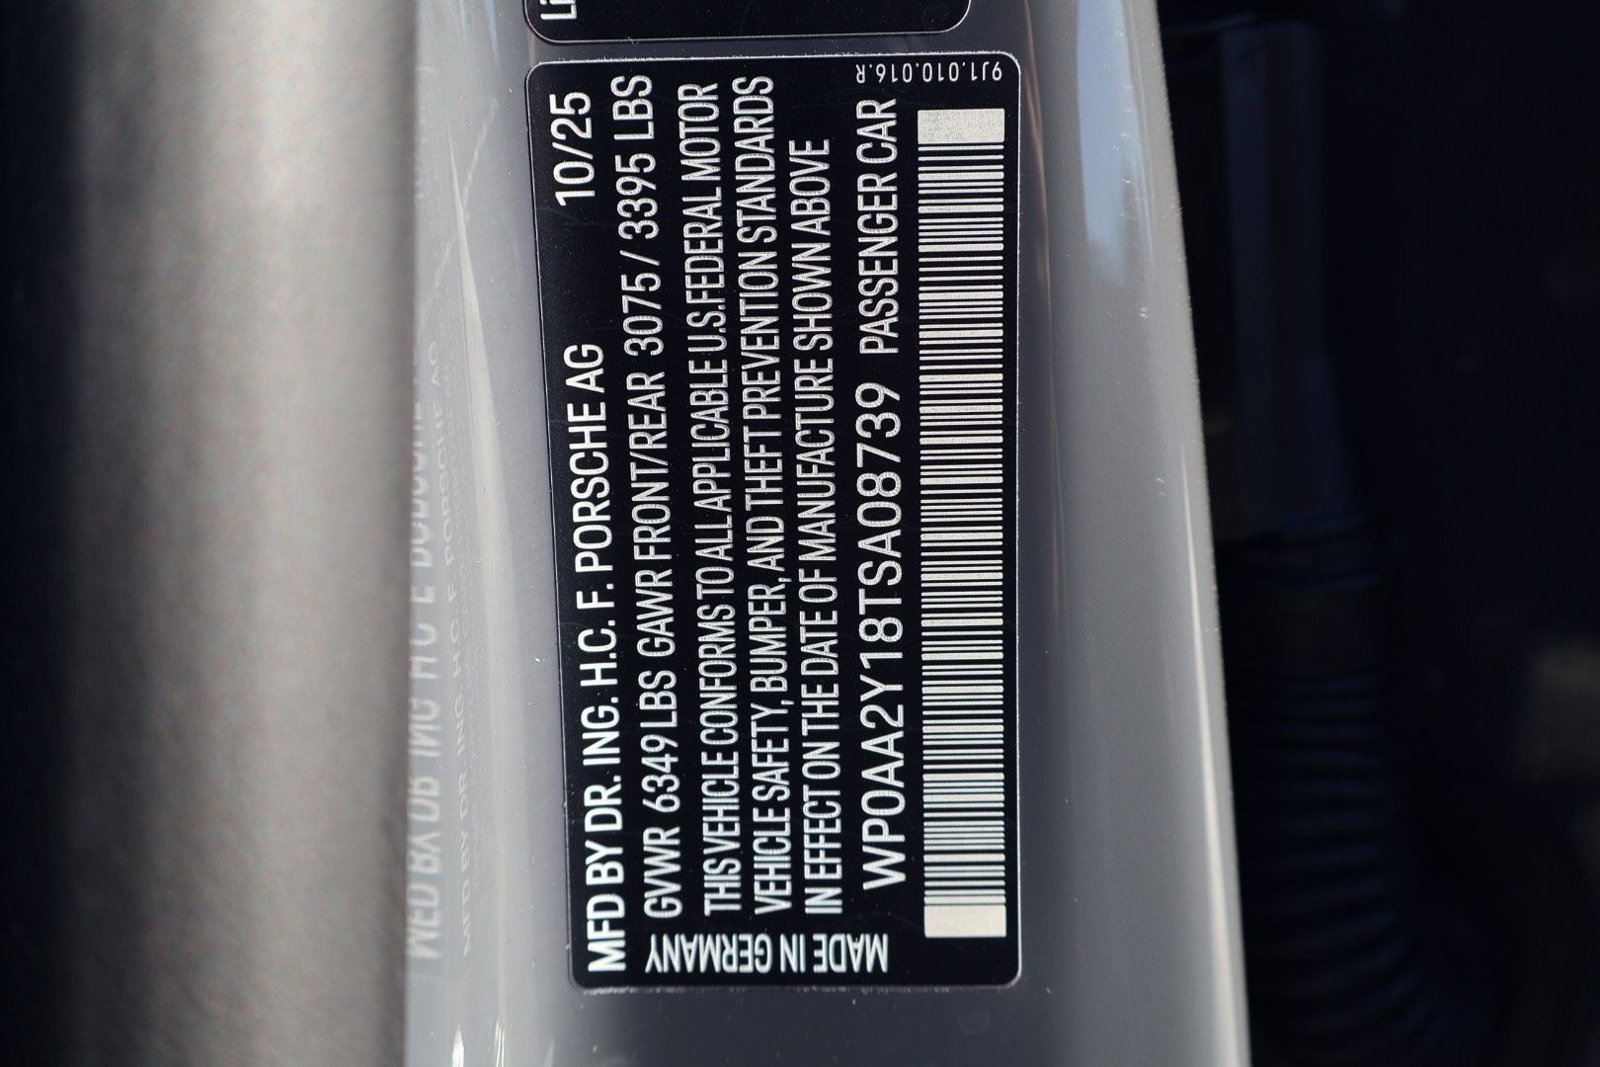 Li
MFD BY DR. ING. H.C. F. PORSCHE AG 10/25
GVWR 6349 LBS GAWR FRONT/REAR 3075 / 3395 LBS
THIS VEHICLE CONFORMS TO ALL APPLICABLE U.S. FEDERAL MOTOR
VEHICLE SAFETY, BUMPER, AND THEFT PREVENTION STANDARDS
IN EFFECT ON THE DATE OF MANUFACTURE SHOWN ABOVE
WP0AA2Y18TSA08739 PASSENGER CAR
MADE IN GERMANY
9J1.010.016.R